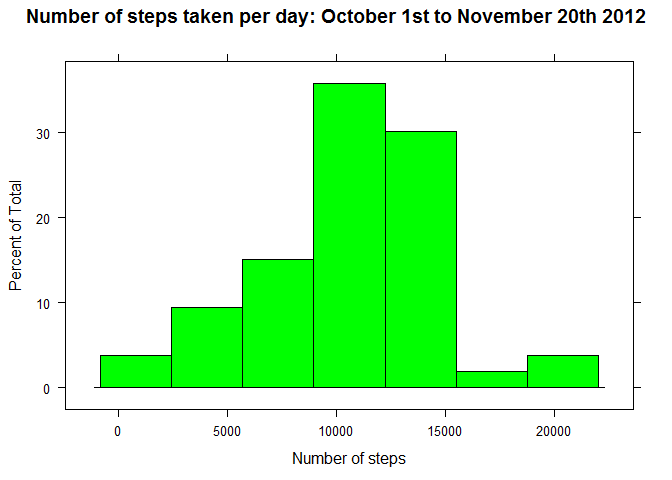 Number of steps taken per day: October 1st to November 20th 2012
30
20
10
0
Percent of Total
0 5000 10000 15000 20000
Number of steps